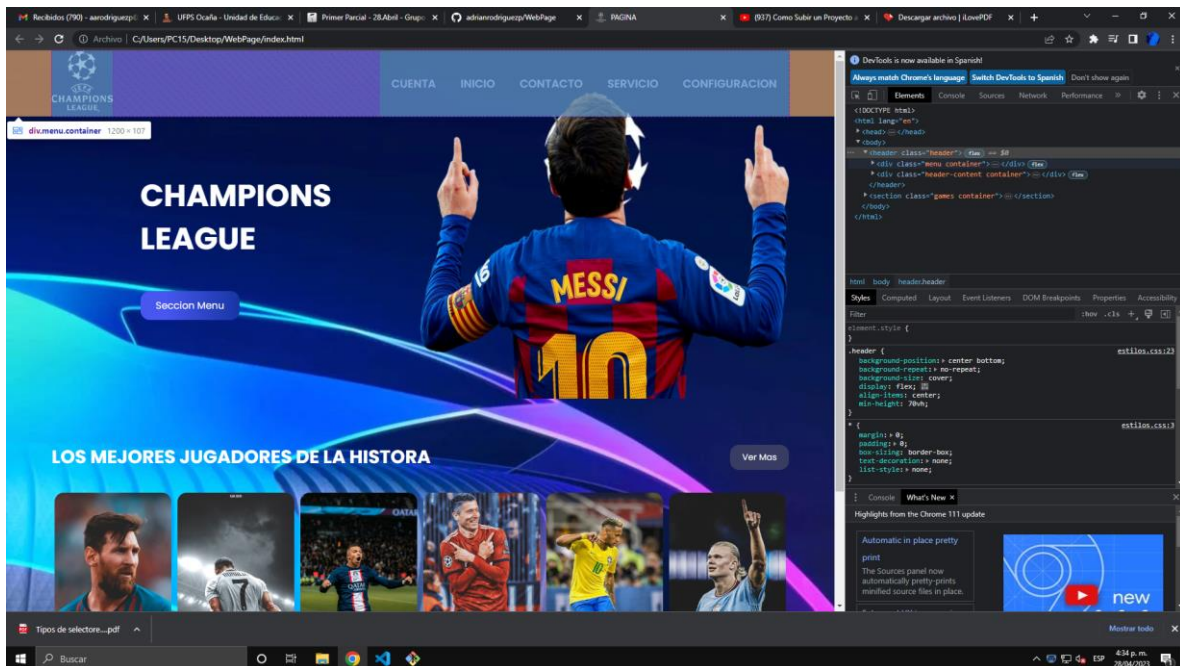 Recibidos (790) - aarodriguezp@
UFPS Ocaña - Unidad de Educac
Primer Parcial - 28.Abril - Grupo
adrianrodriguezp/WebPage
PAGINA
(937) Como Subir un Proyecto a
Descargar archivo | iLovePDF
Archivo | C:/Users/PC15/Desktop/WebPage/index.html
CHAMPIONS
LEAGUE
CUENTA INICIO CONTACTO SERVICIO CONFIGURACION
div.menu.container 1200 × 107
CHAMPIONS
LEAGUE
Seccion Menu
MESSI
10
LOS MEJORES JUGADORES DE LA HISTORA
Ver Mas
QATAR
7
10
DevTools is now available in Spanish!
Always match Chrome's language Switch DevTools to Spanish Don't show again
Elements Console Sources Network Performance »
<!DOCTYPE html>
<html lang="en">
<head>…</head>
<body>
<header class="header"> flex == $0
<div class="menu container">…</div> flex
<div class="header-content container">…</div> flex
</header>
<section class="games container">…</section>
</body>
</html>
html body header.header
Styles Computed Layout Event Listeners DOM Breakpoints Properties Accessibility
Filter :hov .cls +
element.style {
}
.header { estilos.css:23
background-position: center bottom;
background-repeat: no-repeat;
background-size: cover;
display: flex;
align-items: center;
min-height: 70vh;
}
* { estilos.css:3
margin: 0;
padding: 0;
box-sizing: border-box;
text-decoration: none;
list-style: none;
}
Console What's New ×
Highlights from the Chrome 111 update
Automatic in place pretty
print
The Sources panel now
automatically pretty-prints
minified source files in place.
new
Tipos de selectore....pdf
Mostrar todo
Buscar
ESP
4:34 p. m.
28/04/2023